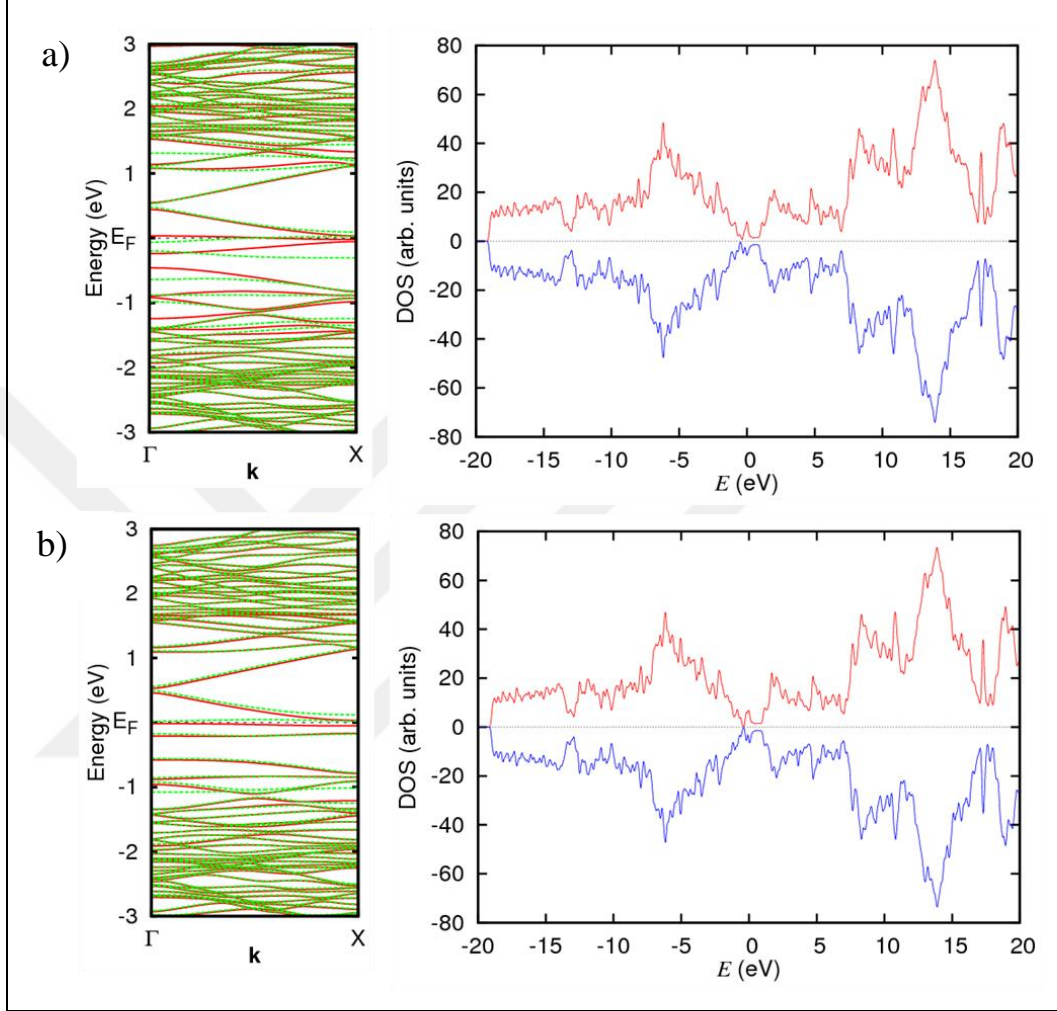 a)
3
2
1
E_F
-1
-2
-3
Energy (eV)
Γ
X
k
80
60
40
20
0
-20
-40
-60
-80
DOS (arb. units)
-20 -15 -10 -5 0 5 10 15 20
E (eV)
b)
3
2
1
E_F
-1
-2
-3
Energy (eV)
Γ
X
k
80
60
40
20
0
-20
-40
-60
-80
DOS (arb. units)
-20 -15 -10 -5 0 5 10 15 20
E (eV)